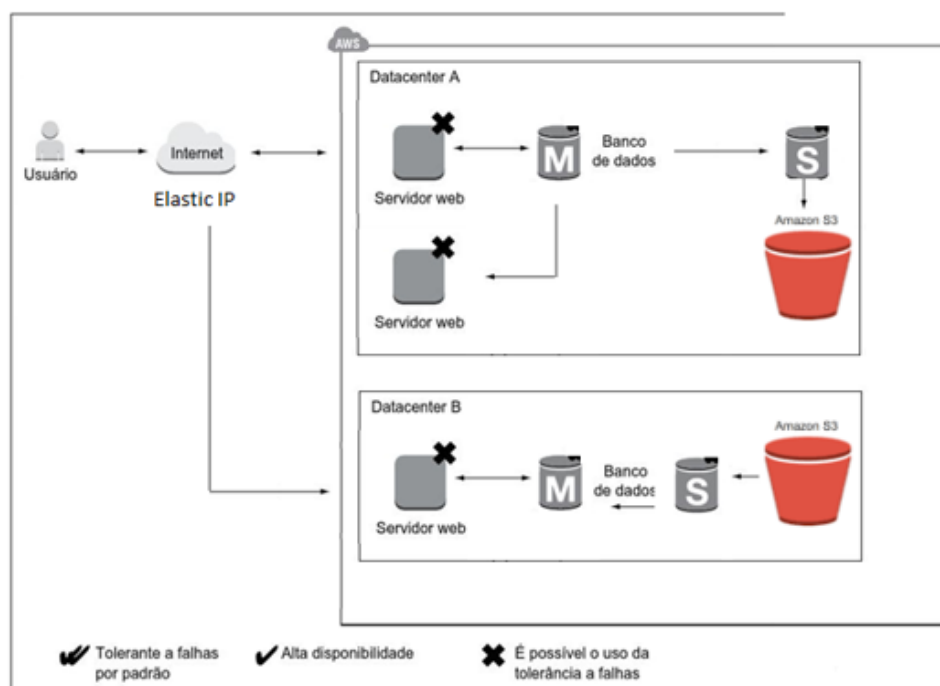 AWS
Datacenter A
Usuário
Internet
Elastic IP
Servidor web
M
Banco
de dados
S
Amazon S3
Servidor web
Datacenter B
Servidor web
M
Banco
de dados
S
Amazon S3
Tolerante a falhas
por padrão
Alta disponibilidade
É possível o uso da
tolerância a falhas